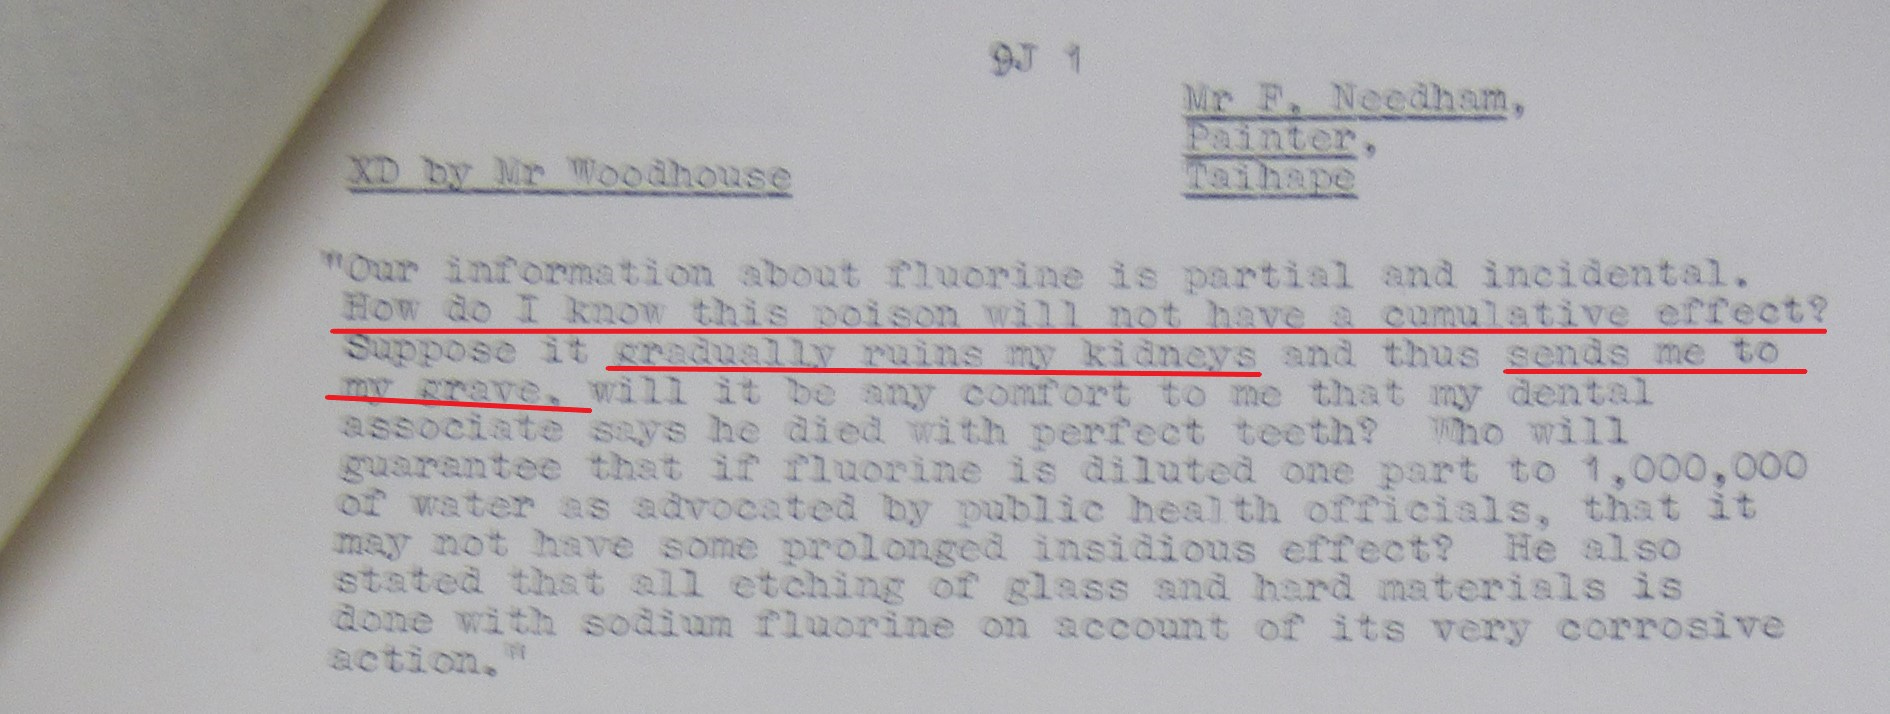 9J 1
Mr F. Needham,
Painter,
Taihape
XD by Mr Woodhouse
"Our information about fluorine is partial and incidental.
How do I know this poison will not have a cumulative effect?
Suppose it gradually ruins my kidneys and thus sends me to
my grave, will it be any comfort to me that my dental
associate says he died with perfect teeth? Who will
guarantee that if fluorine is diluted one part to 1,000,000
of water as advocated by public health officials, that it
may not have some prolonged insidious effect? He also
stated that all etching of glass and hard materials is
done with sodium fluorine on account of its very corrosive
action."